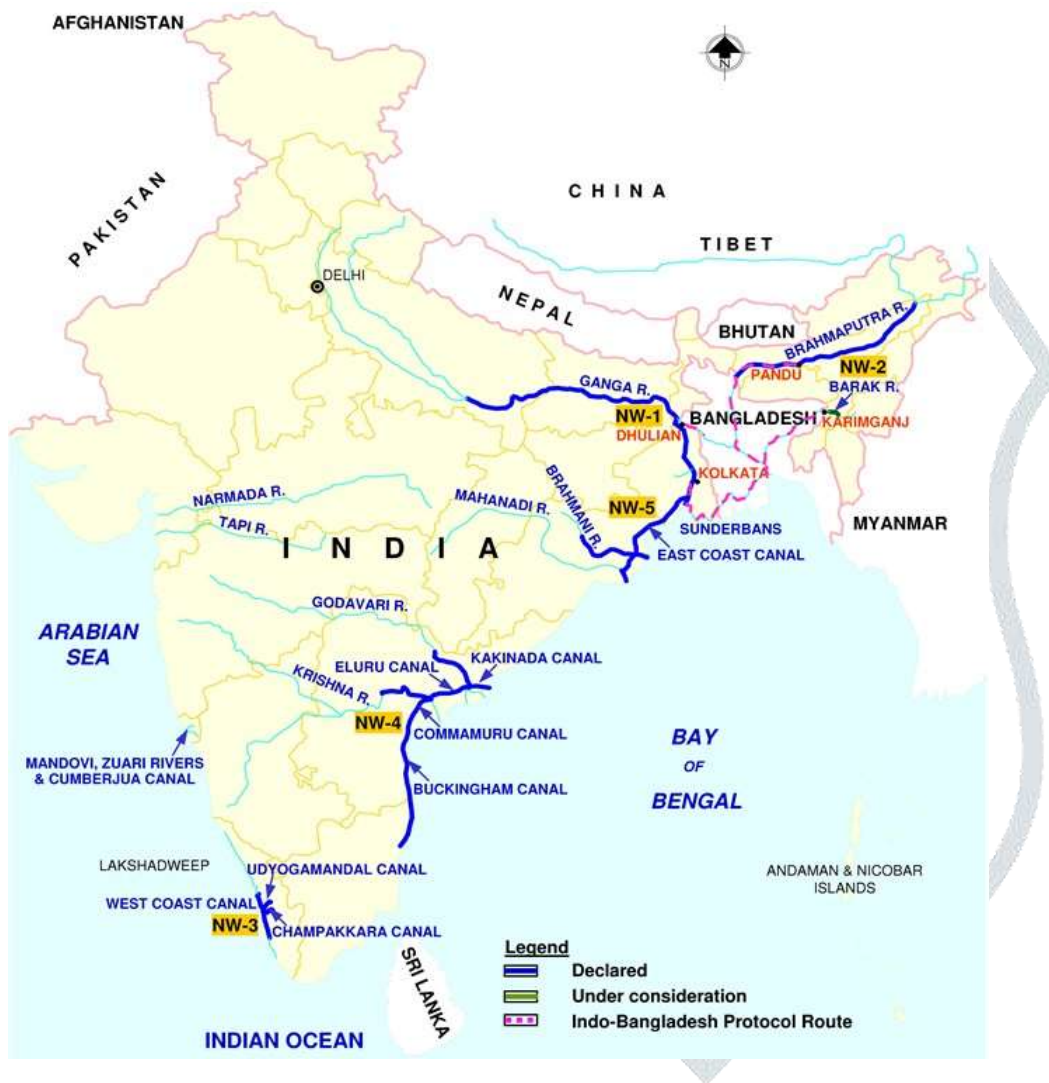 AFGHANISTAN
N
PAKISTAN
CHINA
TIBET
DELHI
NEPAL
BHUTAN
BRAHMAPUTRA R.
PANDU
NW-2
BARAK R.
GANGA R.
NW-1
BANGLADESH
KARIMGANJ
DHULIAN
KOLKATA
NARMADA R.
MAHANADI R.
BRAHMANI R.
NW-5
SUNDERBANS
MYANMAR
TAPI R.
INDIA
EAST COAST CANAL
GODAVARI R.
ARABIAN
SEA
ELURU CANAL
KAKINADA CANAL
KRISHNA R.
NW-4
COMMAMURU CANAL
MANDOVI, ZUARI RIVERS
& CUMBERJUA CANAL
BUCKINGHAM CANAL
BAY
OF
BENGAL
LAKSHADWEEP
UDYOGAMANDAL CANAL
WEST COAST CANAL
NW-3
CHAMPAKKARA CANAL
ANDAMAN & NICOBAR
ISLANDS
SRI LANKA
INDIAN OCEAN
Legend
Declared
Under consideration
Indo-Bangladesh Protocol Route